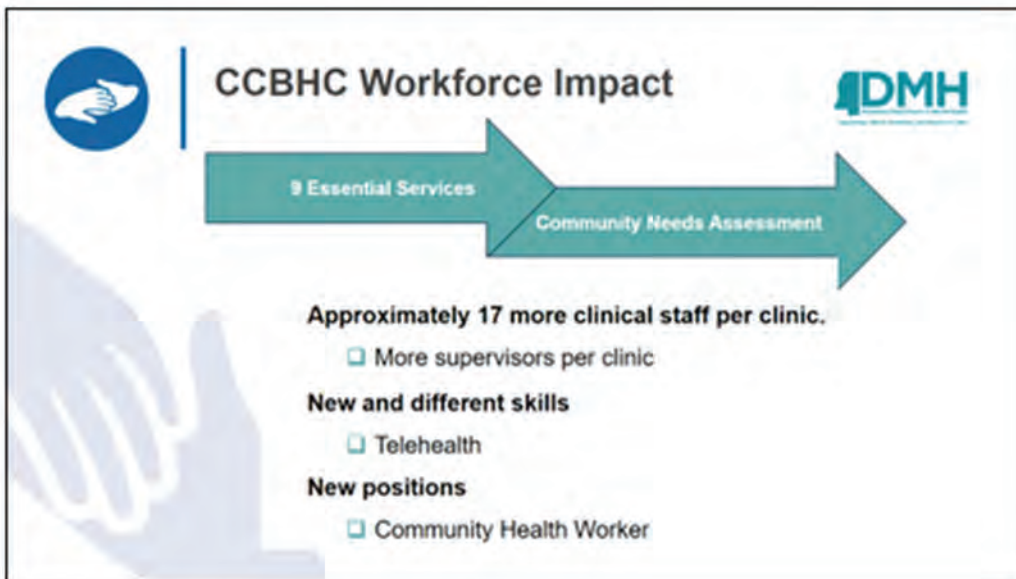 CCBHC Workforce Impact
DMH
9 Essential Services
Community Needs Assessment
Approximately 17 more clinical staff per clinic.
❑ More supervisors per clinic
New and different skills
❑ Telehealth
New positions
❑ Community Health Worker